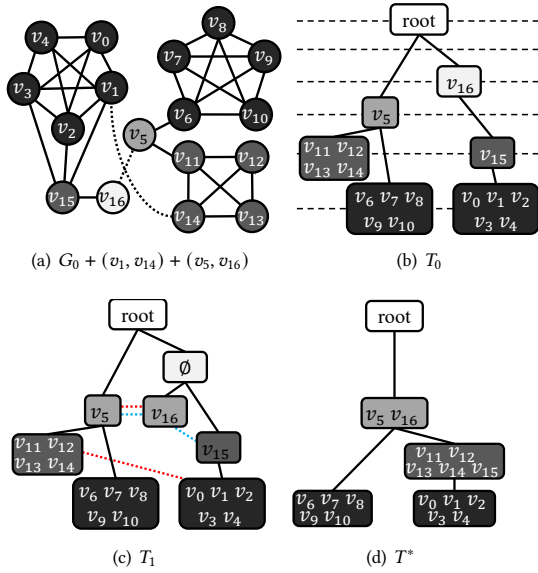 v4 v0
v3 v1
v2
v15 v16
v8
v7 v9
v6 v10
v5
v11 v12
v14 v13
(a) G0 + (v1, v14) + (v5, v16)
root
v16
v5
v11 v12
v13 v14
v15
v6 v7 v8
v9 v10
v0 v1 v2
v3 v4
(b) T0
root
∅
v5 v16
v11 v12
v13 v14
v15
v6 v7 v8
v9 v10
v0 v1 v2
v3 v4
(c) T1
root
v5 v16
v11 v12
v13 v14 v15
v6 v7 v8
v9 v10
v0 v1 v2
v3 v4
(d) T*